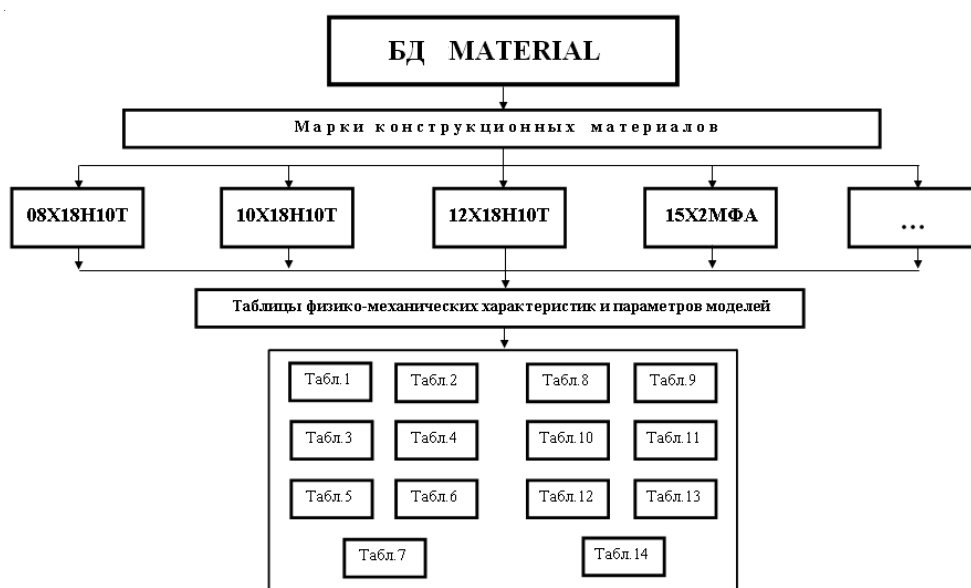 БД MATERIAL
Марки конструкционных материалов
08Х18Н10Т 10Х18Н10Т 12Х18Н10Т 15Х2МФА ...
Таблицы физико-механических характеристик и параметров моделей
Табл.1 Табл.2 Табл.8 Табл.9
Табл.3 Табл.4 Табл.10 Табл.11
Табл.5 Табл.6 Табл.12 Табл.13
Табл.7 Табл.14